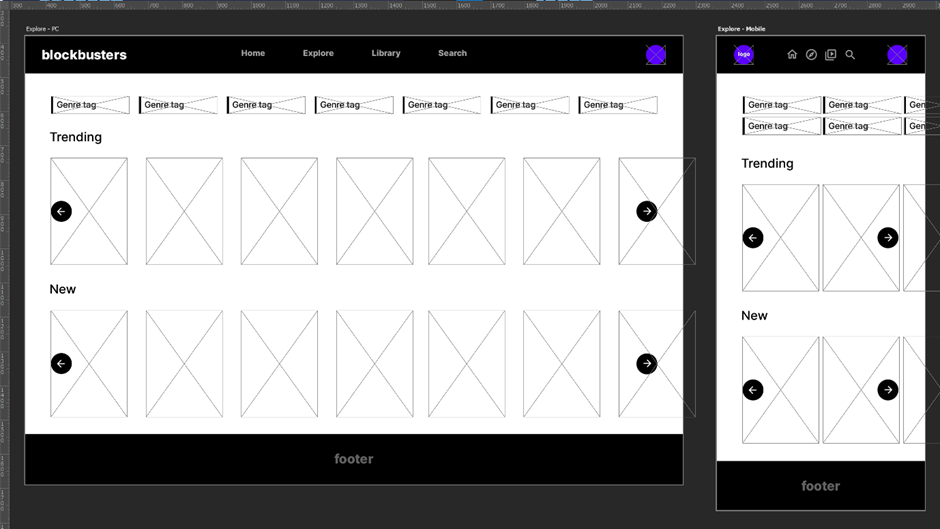 Explore - PC
blockbusters
Home Explore Library Search
Genre tag Genre tag Genre tag Genre tag Genre tag Genre tag Genre tag
Trending
New
footer
Explore - Mobile
logo
Genre tag Genre tag Gen
Genre tag Genre tag Gen
Trending
New
footer